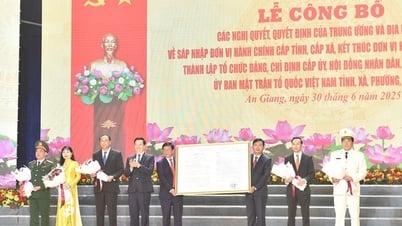 LỄ CÔNG BỐ
CÁC NGHỊ QUYẾT, QUYẾT ĐỊNH CỦA TRUNG ƯƠNG VÀ ĐỊA
VỀ SÁP NHẬP ĐƠN VỊ HÀNH CHÍNH CẤP TỈNH, CẤP XÃ, KẾT THÚC ĐƠN VỊ H
THÀNH LẬP TỔ CHỨC ĐẢNG, CHỈ ĐỊNH CẤP ỦY, HỘI ĐỒNG NHÂN DÂN,
ỦY BAN MẶT TRẬN TỔ QUỐC VIỆT NAM TỈNH, XÃ, PHƯỜNG,
An Giang, ngày 30 tháng 6 năm 2025